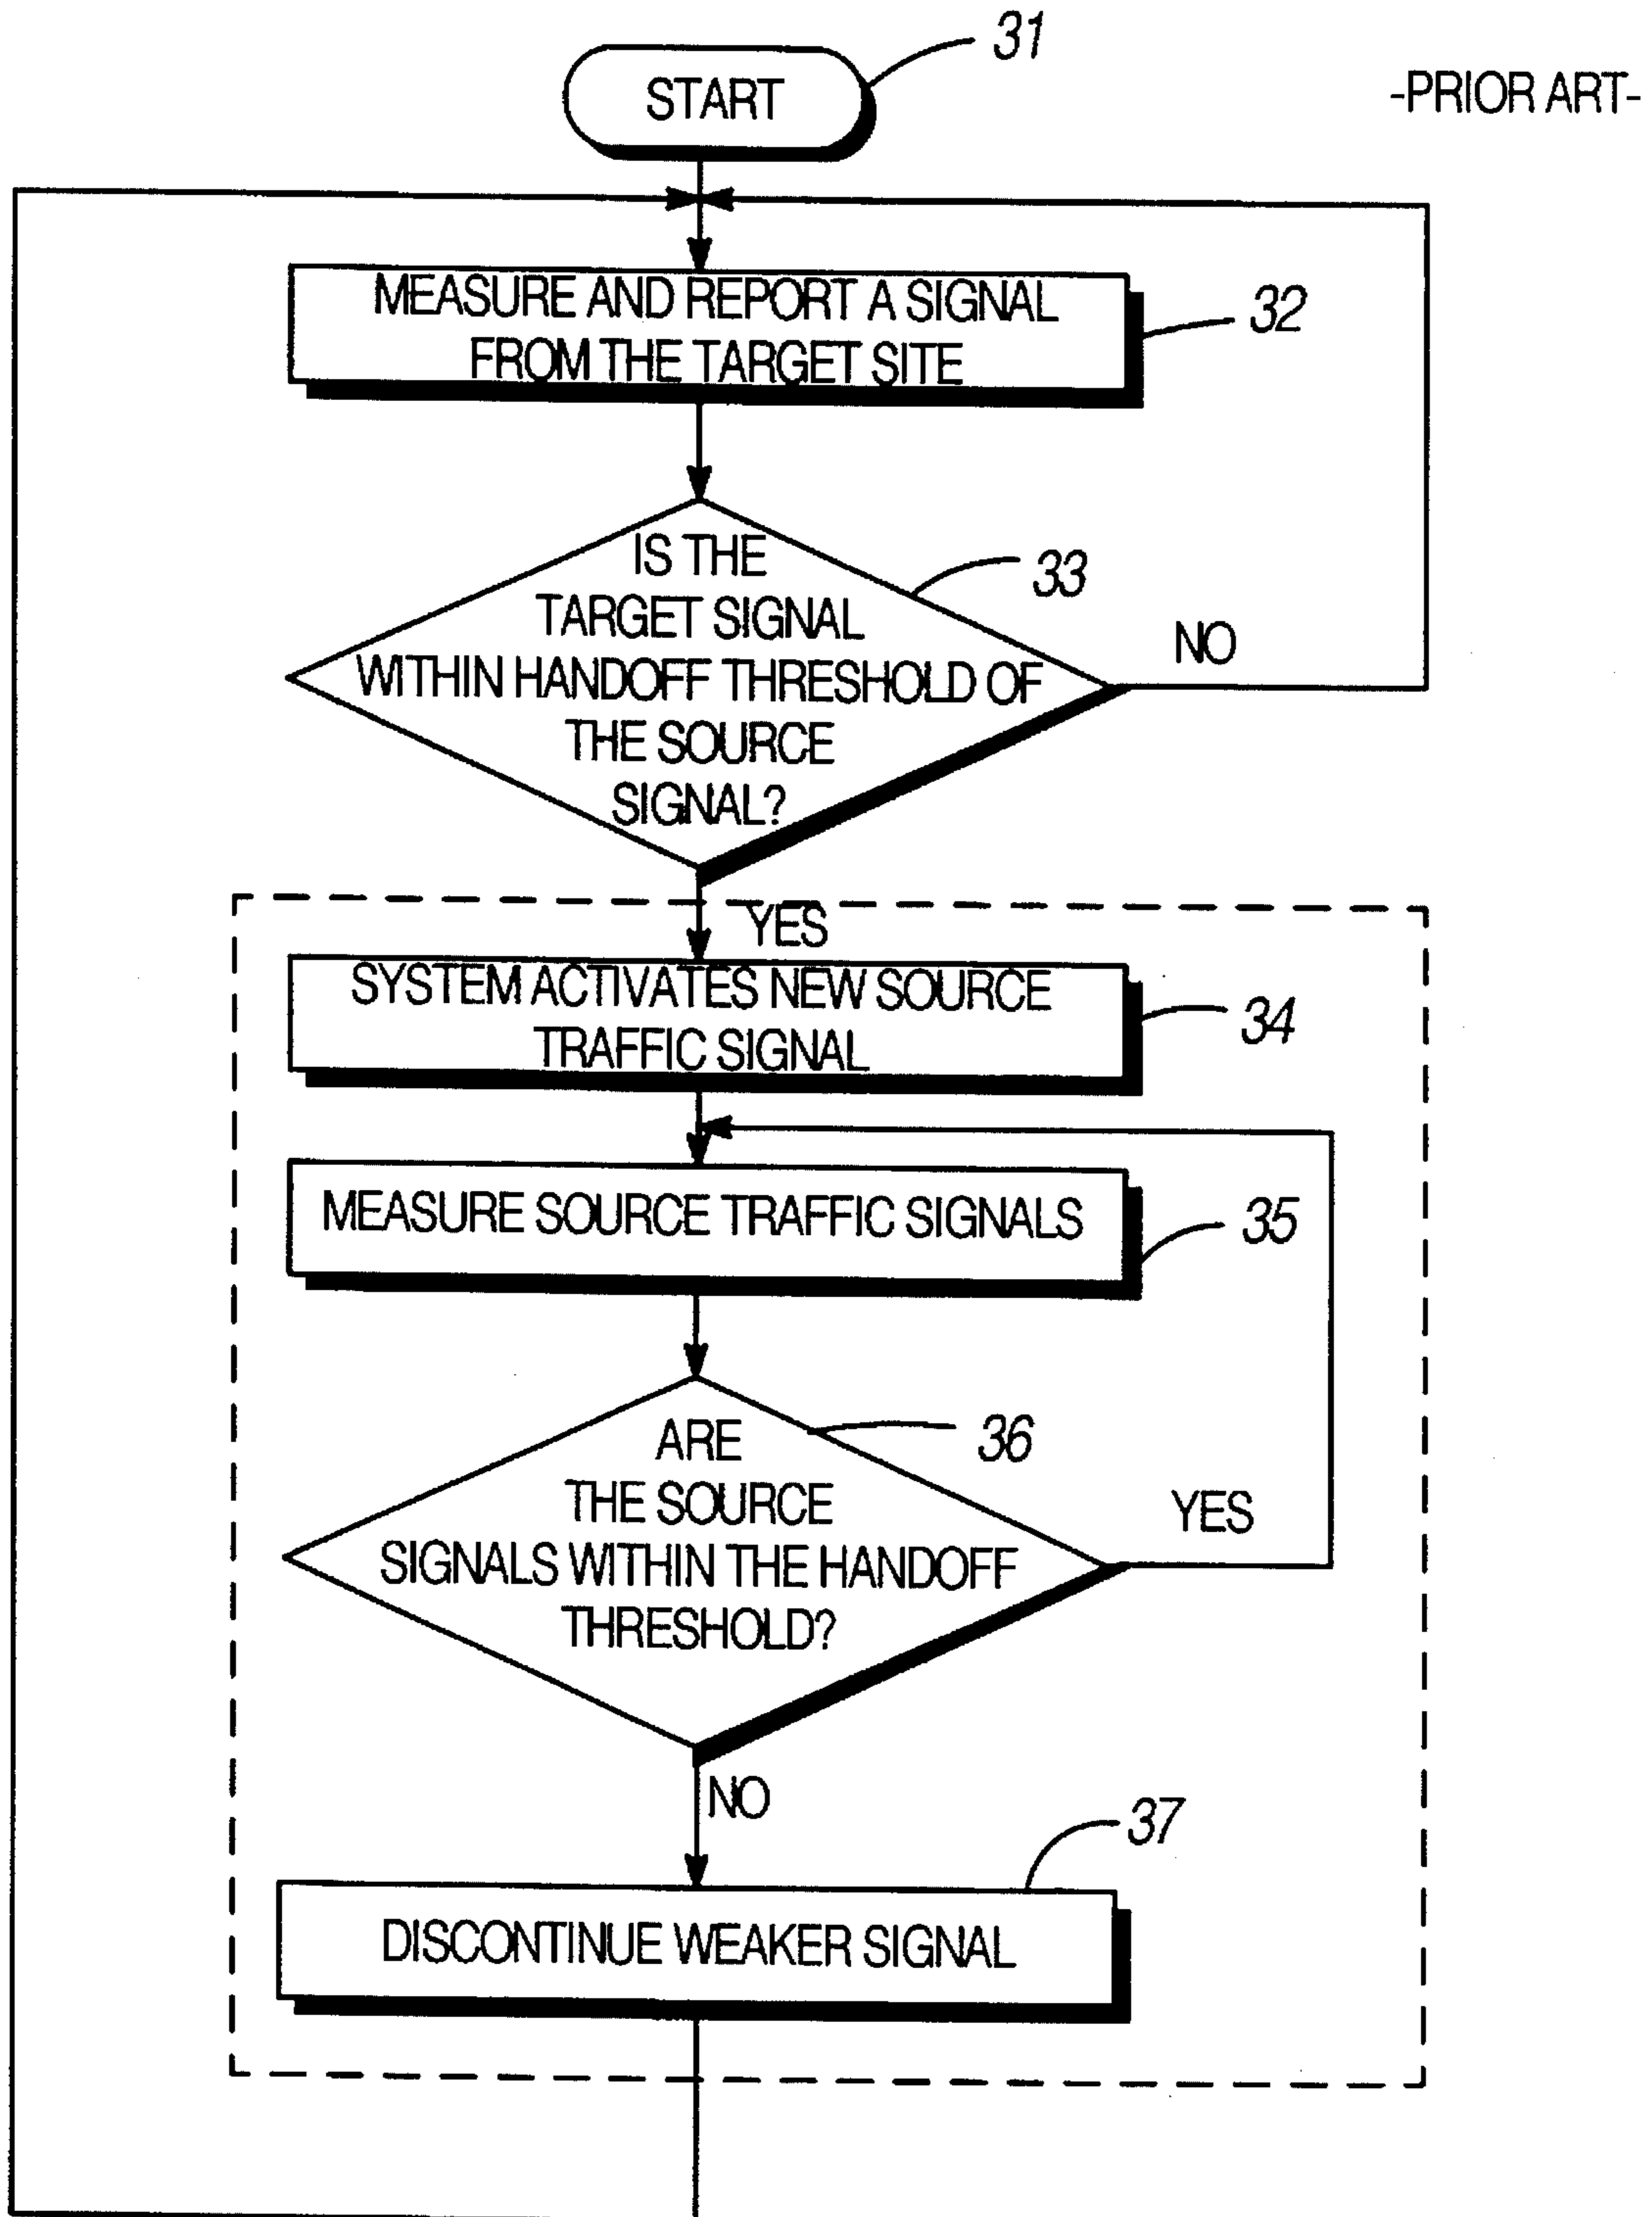 31
START
-PRIOR ART-
MEASURE AND REPORT A SIGNAL
FROM THE TARGET SITE
32
IS THE
TARGET SIGNAL
WITHIN HANDOFF THRESHOLD OF
THE SOURCE
SIGNAL?
33
NO
YES
SYSTEM ACTIVATES NEW SOURCE
TRAFFIC SIGNAL
34
MEASURE SOURCE TRAFFIC SIGNALS
35
ARE
THE SOURCE
SIGNALS WITHIN THE HANDOFF
THRESHOLD?
36
YES
NO
37
DISCONTINUE WEAKER SIGNAL